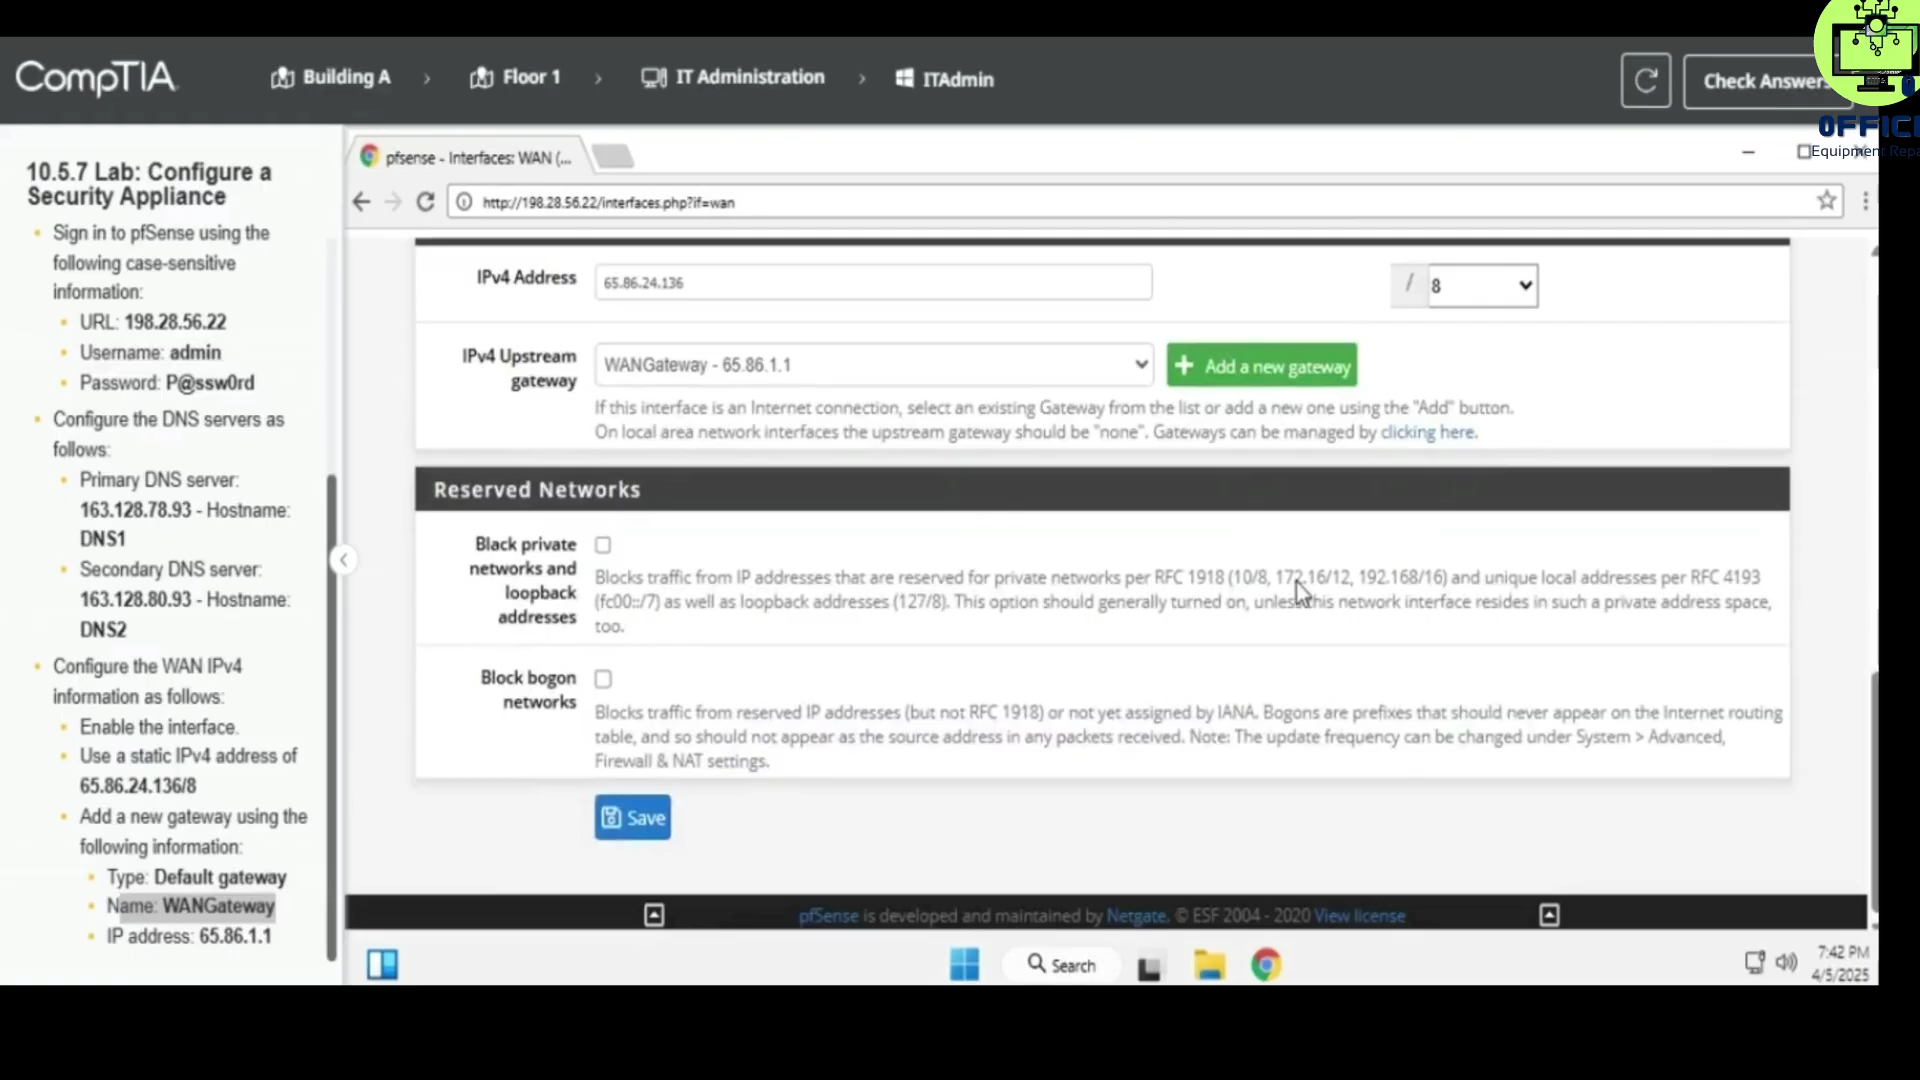 CompTIA
Building A
Floor 1
IT Administration
ITAdmin
Check Answers
OFFIC
Equipment Repa
10.5.7 Lab: Configure a
Security Appliance
Sign in to pfSense using the
following case-sensitive
information:
URL: 198.28.56.22
Username: admin
Password: P@ssw0rd
Configure the DNS servers as
follows:
Primary DNS server:
163.128.78.93 - Hostname:
DNS1
Secondary DNS server:
163.128.80.93 - Hostname:
DNS2
Configure the WAN IPv4
information as follows:
Enable the interface.
Use a static IPv4 address of
65.86.24.136/8
Add a new gateway using the
following information:
Type: Default gateway
Name: WANGateway
IP address: 65.86.1.1
pfsense - Interfaces: WAN (...
http://198.28.56.22/interfaces.php?if=wan
IPv4 Address
65.86.24.136
/ 8
IPv4 Upstream
gateway
WANGateway - 65.86.1.1
+ Add a new gateway
If this interface is an Internet connection, select an existing Gateway from the list or add a new one using the "Add" button.
On local area network interfaces the upstream gateway should be "none". Gateways can be managed by clicking here.
Reserved Networks
Black private
networks and
loopback
addresses
Blocks traffic from IP addresses that are reserved for private networks per RFC 1918 (10/8, 172.16/12, 192.168/16) and unique local addresses per RFC 4193
(fc00::/7) as well as loopback addresses (127/8). This option should generally turned on, unless this network interface resides in such a private address space,
too.
Block bogon
networks
Blocks traffic from reserved IP addresses (but not RFC 1918) or not yet assigned by IANA. Bogons are prefixes that should never appear on the Internet routing
table, and so should not appear as the source address in any packets received. Note: The update frequency can be changed under System > Advanced,
Firewall & NAT settings.
Save
pfSense is developed and maintained by Netgate. © ESF 2004 - 2020 View license
Search
7:42 PM
4/5/2025